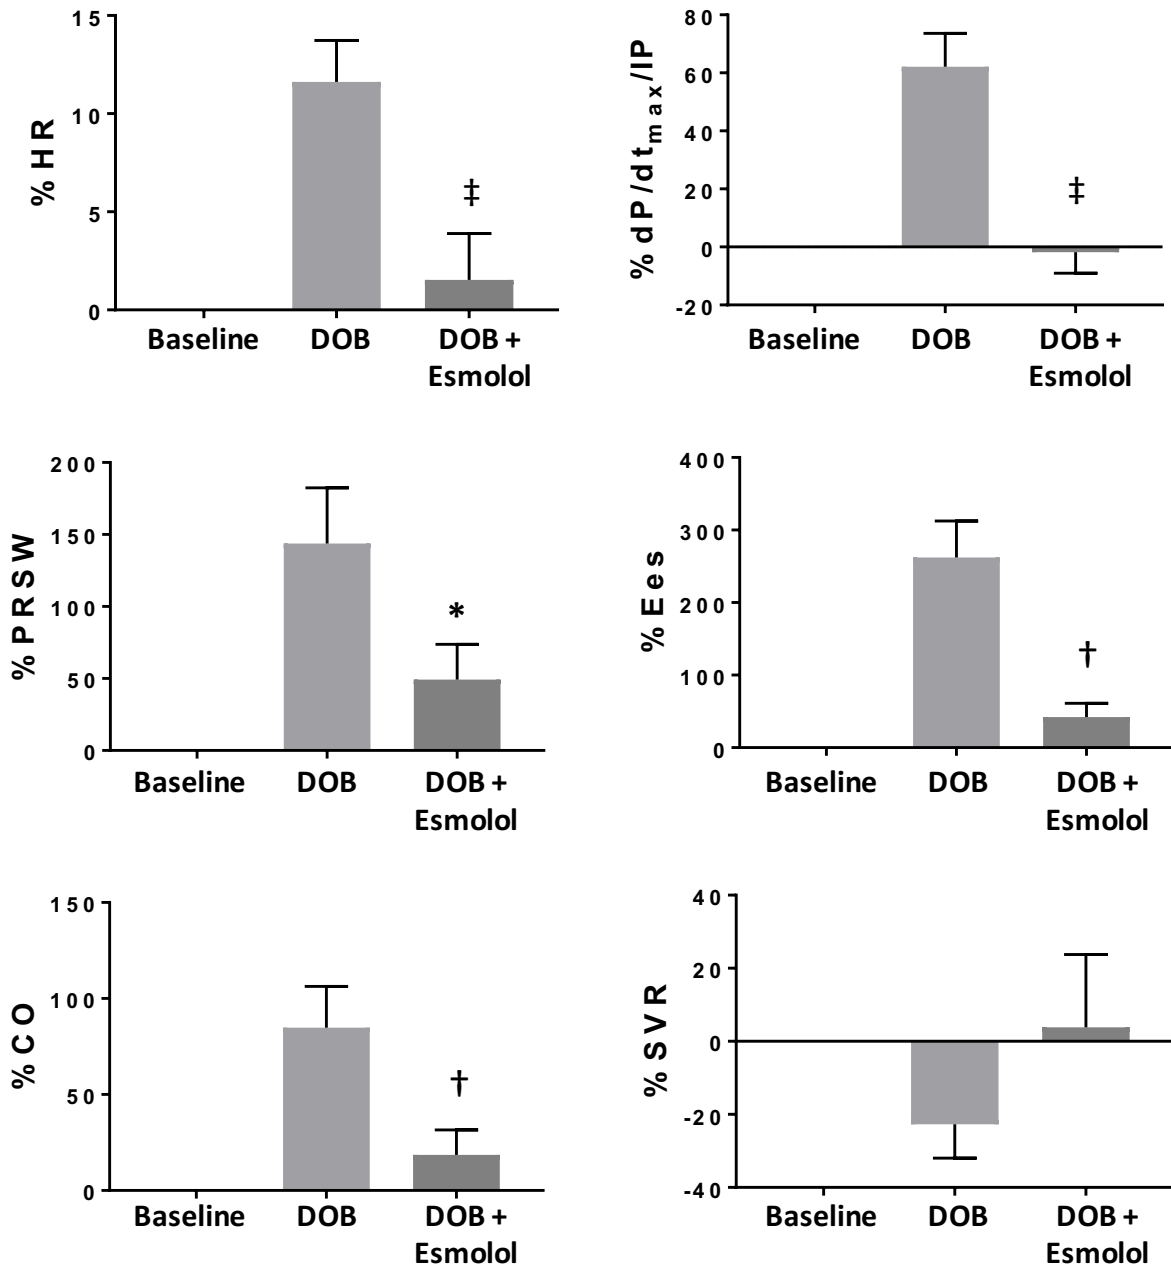 % HR
15
10
5
0
‡
Baseline DOB DOB +
Esmolol
% dP/dtmax/IP
80
60
40
20
0
-20
‡
Baseline DOB DOB +
Esmolol
% PRSW
200
150
100
50
0
*
Baseline DOB DOB +
Esmolol
% Ees
400
300
200
100
0
†
Baseline DOB DOB +
Esmolol
% CO
150
100
50
0
†
Baseline DOB DOB +
Esmolol
% SVR
40
20
0
-20
-40
Baseline DOB DOB +
Esmolol